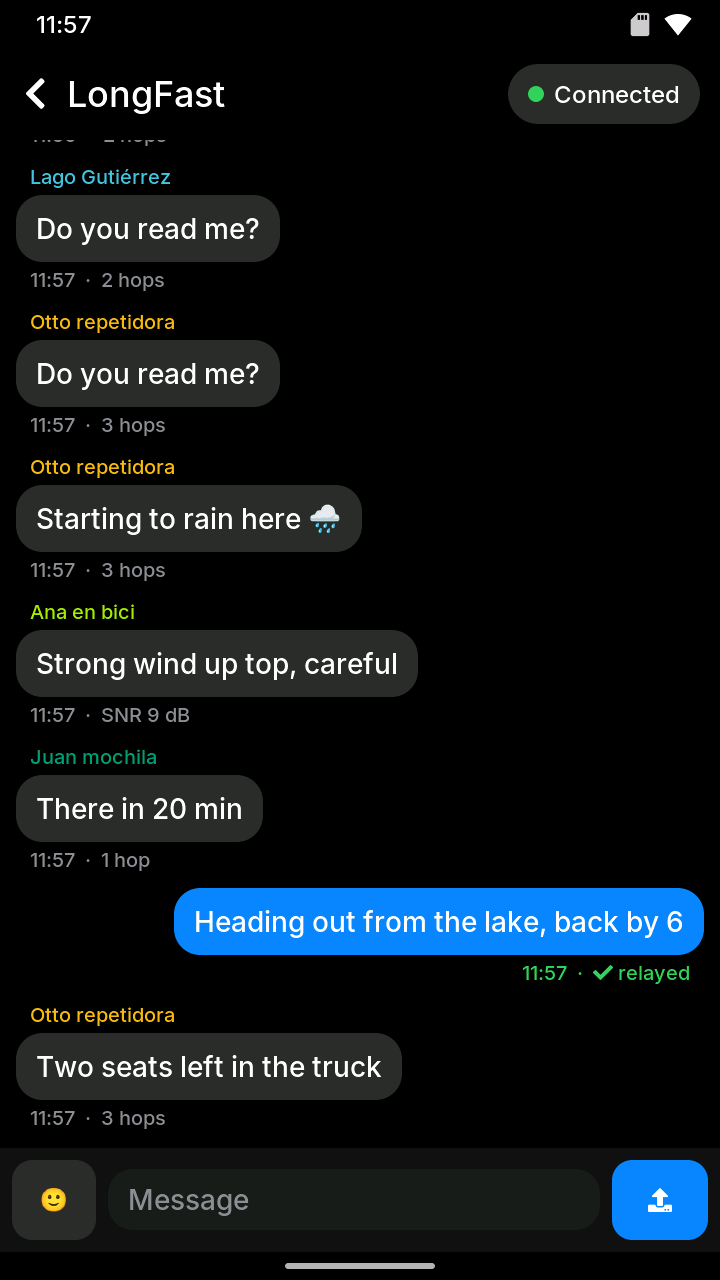 11:57
LongFast
Connected
Lago Gutiérrez
Do you read me?
11:57 · 2 hops
Otto repetidora
Do you read me?
11:57 · 3 hops
Otto repetidora
Starting to rain here 🌧️
11:57 · 3 hops
Ana en bici
Strong wind up top, careful
11:57 · SNR 9 dB
Juan mochila
There in 20 min
11:57 · 1 hop
Heading out from the lake, back by 6
11:57 · ✓ relayed
Otto repetidora
Two seats left in the truck
11:57 · 3 hops
Message